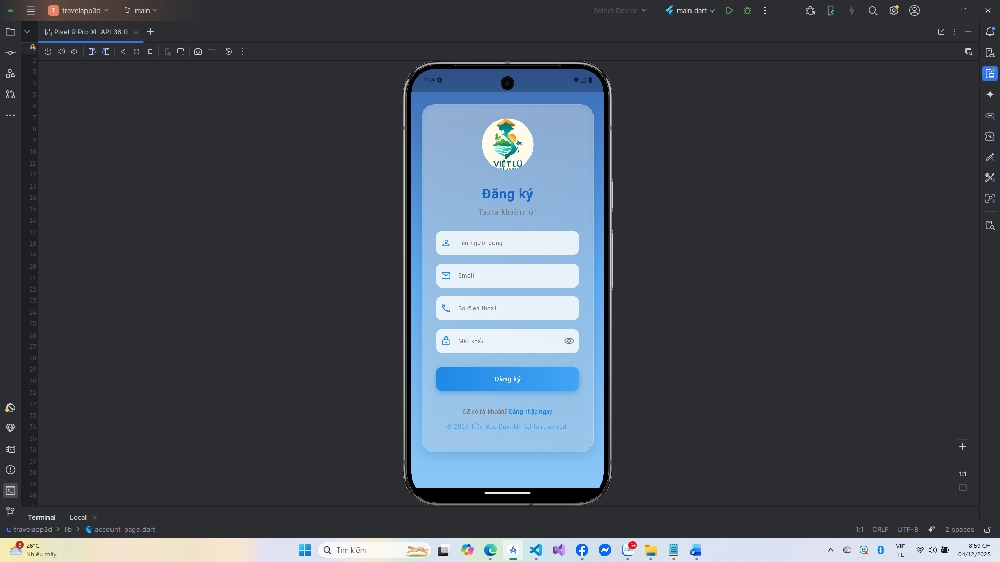 T travelapp3d main Select Device main.dart
Pixel 9 Pro XL API 36.0
2
3
4
5
6
7
8
9
10
11
12
13
14
15
16
17
18
19
20
21
22
23
24
25
26
27
28
29
30
31
32
33
34
35
36
37
38
39
40
8:59
VIỆT LỮ
TRAVEL
Đăng ký
Tạo tài khoản mới!
Tên người dùng
Email
Số điện thoại
Mật khẩu
Đăng ký
Đã có tài khoản? Đăng nhập ngay
© 2025 Trần Bảo Duy. All rights reserved.
1:1
Terminal Local
travelapp3d lib account_page.dart 1:1 CRLF UTF-8 2 spaces
3 26°C
Nhiều mây
Tìm kiếm
Zalo 5+
VIE
TL
8:59 CH
04/12/2025